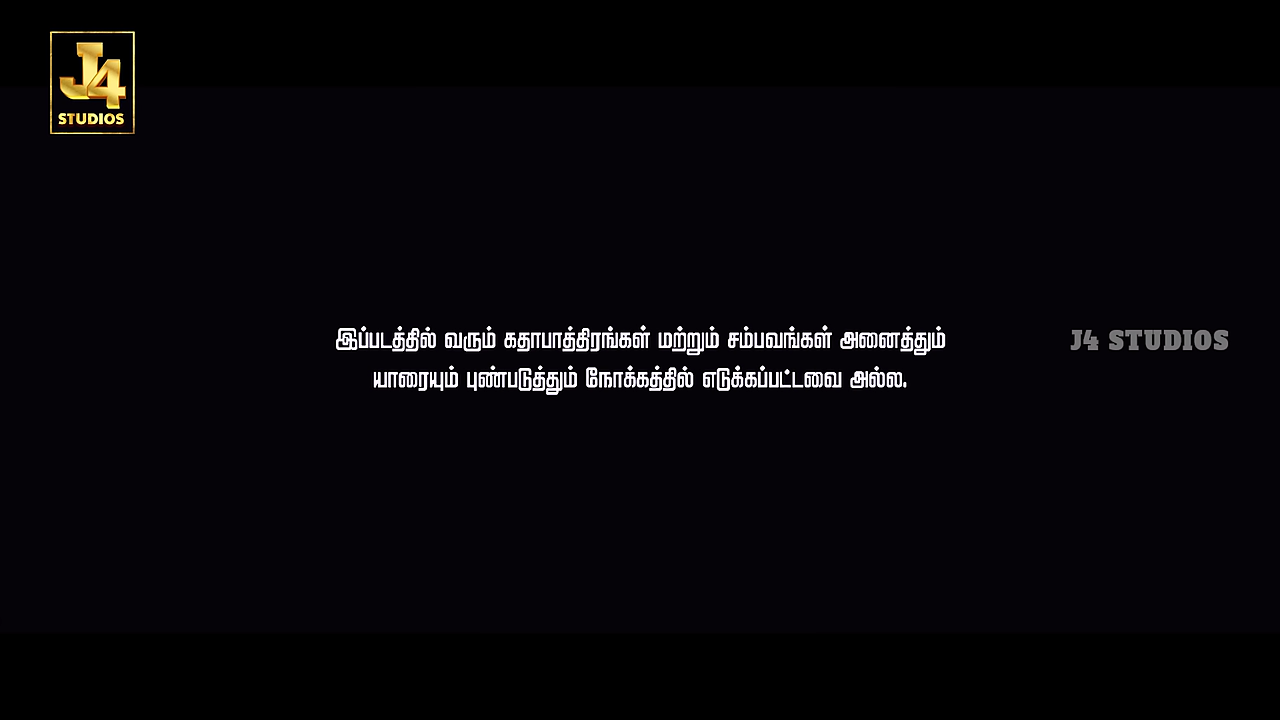 J4
STUDIOS
இப்படத்தில் வரும் கதாபாத்திரங்கள் மற்றும் சம்பவங்கள் அனைத்தும்
யாரையும் புண்படுத்தும் நோக்கத்தில் எடுக்கப்பட்டவை அல்ல.
J4 STUDIOS